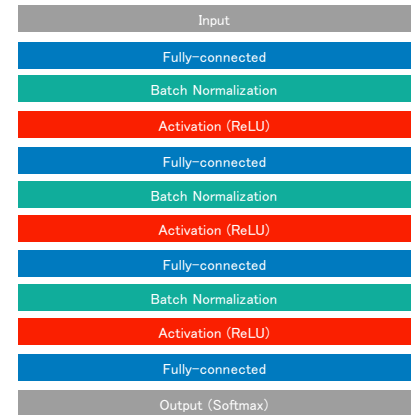 Input
Fully-connected
Batch Normalization
Activation (ReLU)
Fully-connected
Batch Normalization
Activation (ReLU)
Fully-connected
Batch Normalization
Activation (ReLU)
Fully-connected
Output (Softmax)